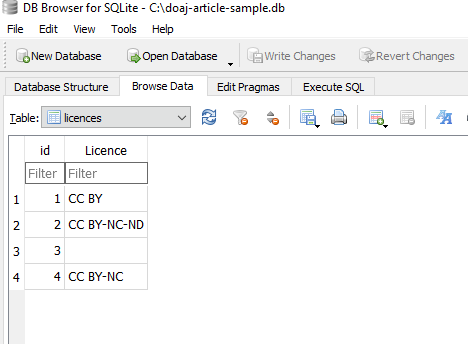 DB Browser for SQLite - C:\doaj-article-sample.db
File Edit View Tools Help
New Database Open Database Write Changes Revert Changes
Database Structure Browse Data Edit Pragmas Execute SQL
Table: licences
id Licence
Filter Filter
1 1 CC BY
2 2 CC BY-NC-ND
3 3
4 4 CC BY-NC